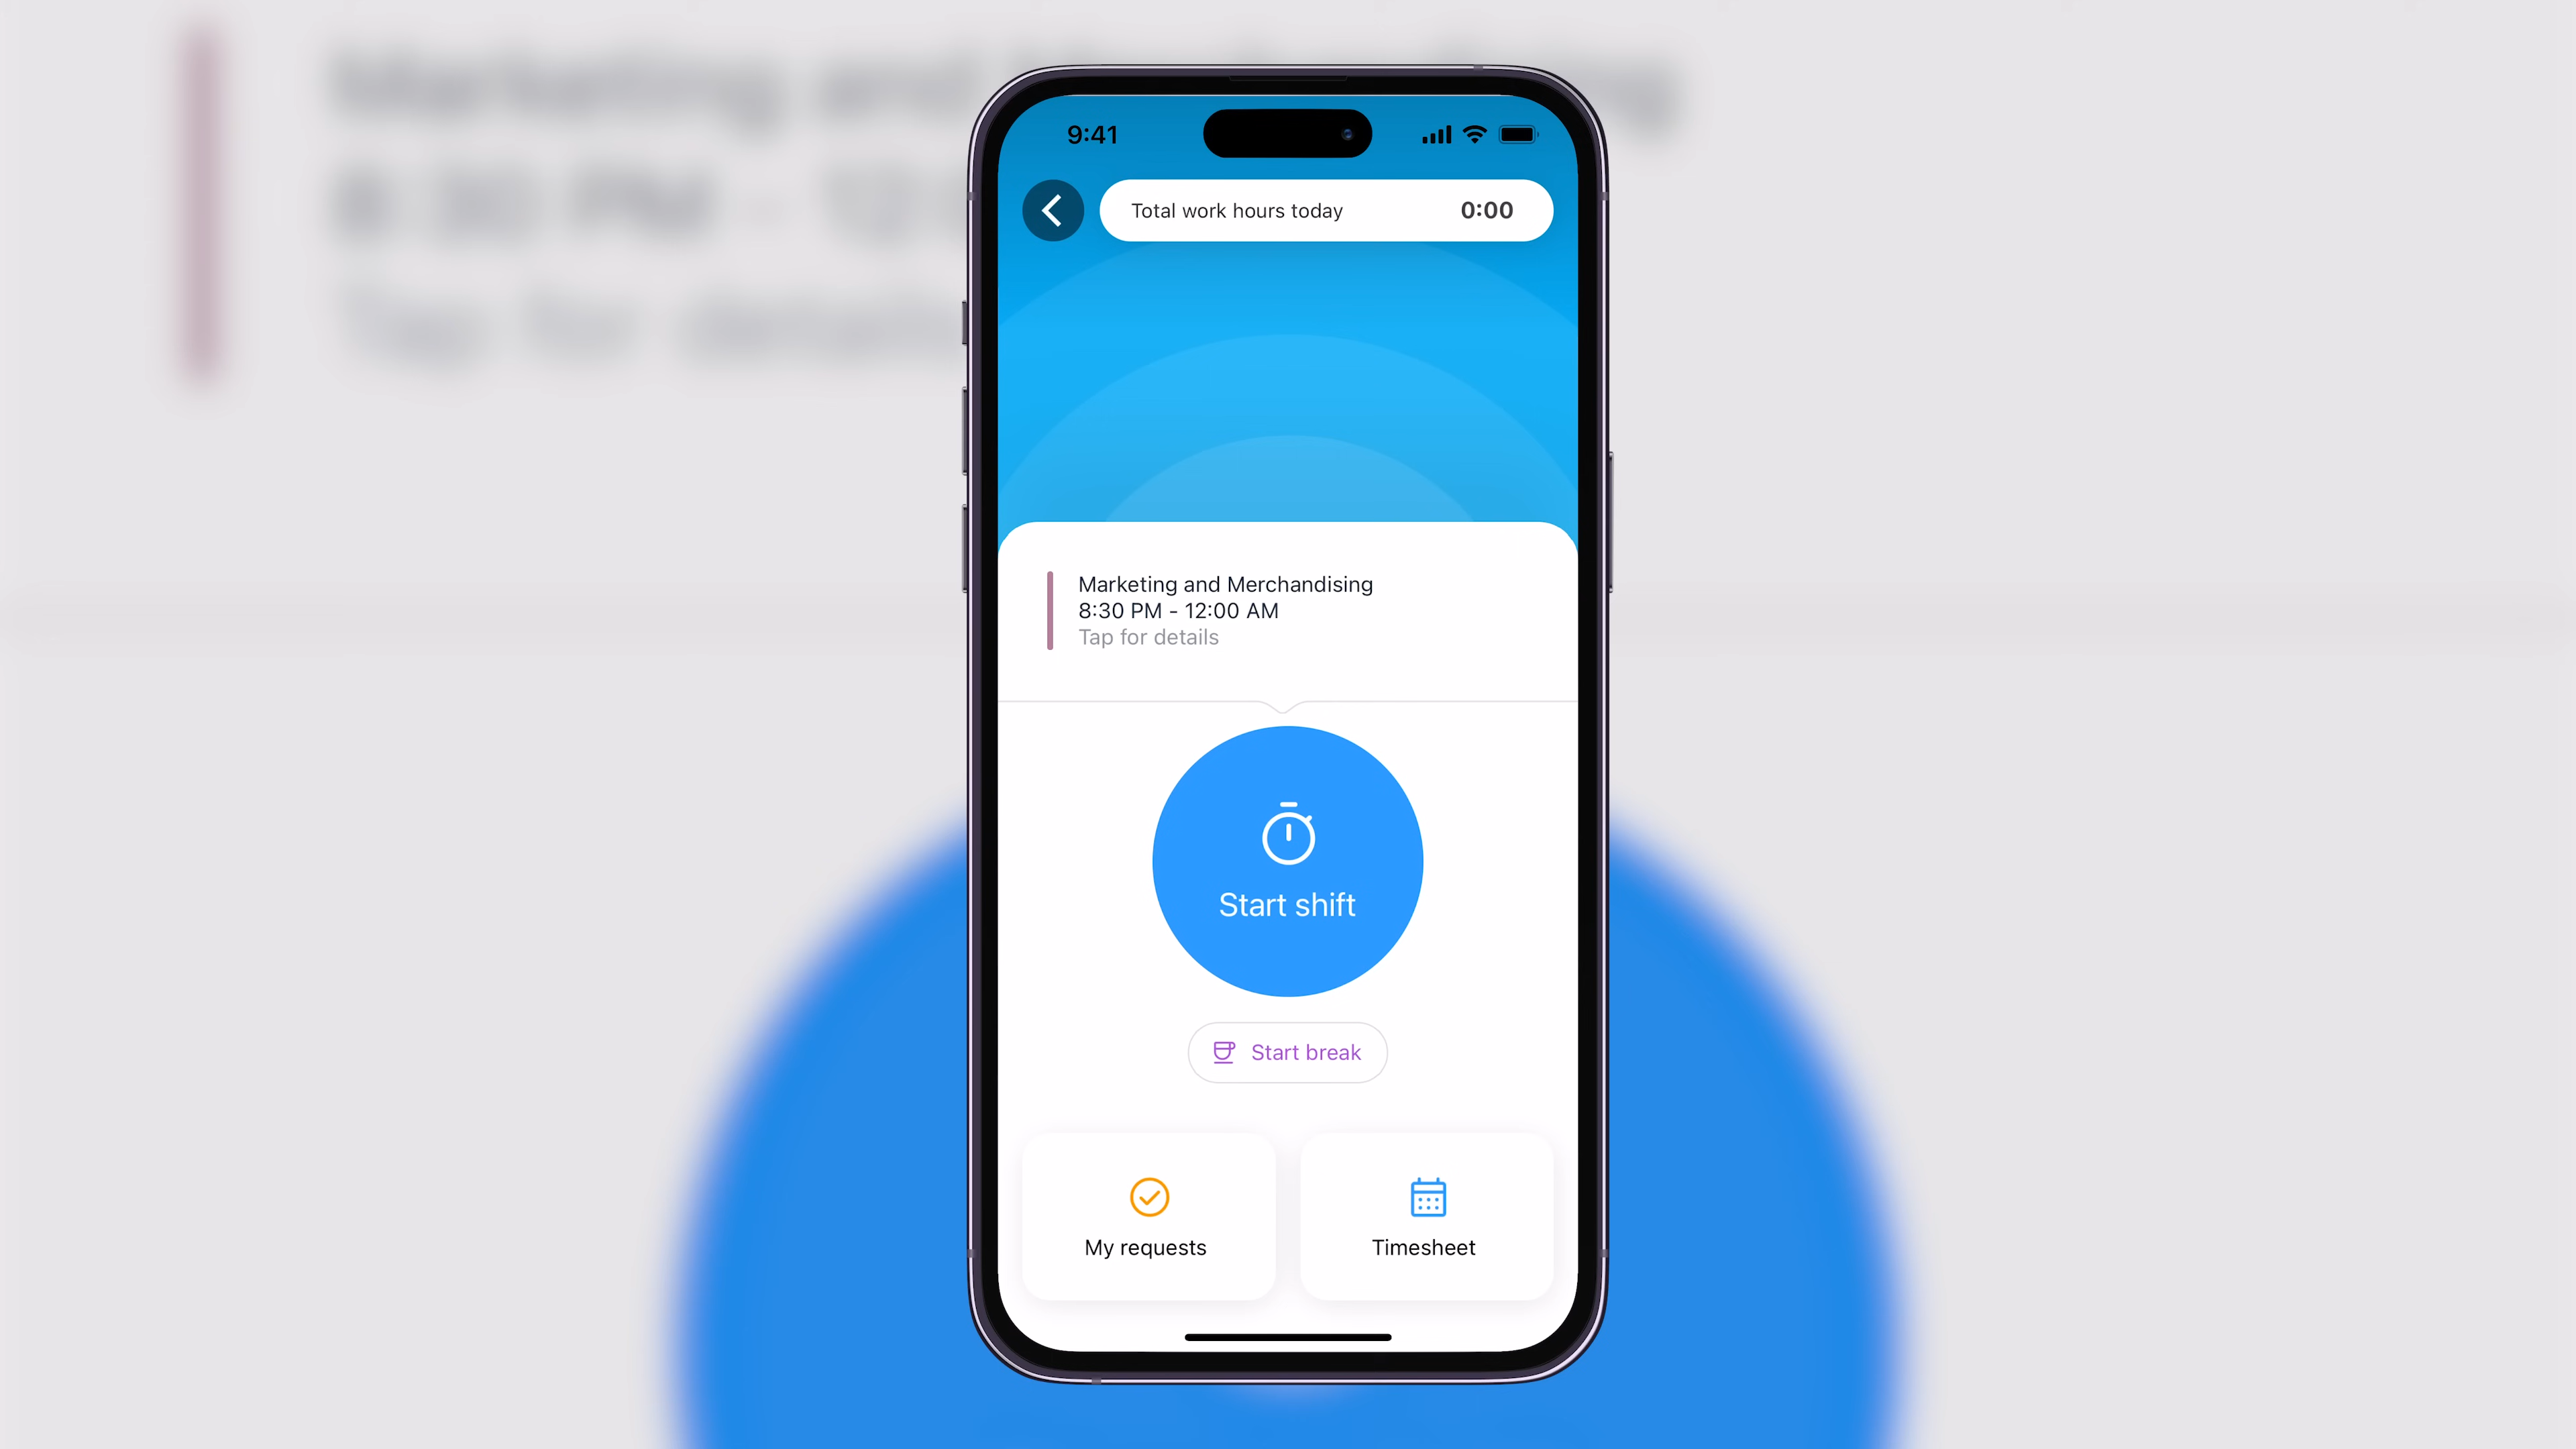 9:41
Total work hours today 0:00
Marketing and Merchandising
8:30 PM - 12:00 AM
Tap for details
Start shift
Start break
My requests
Timesheet